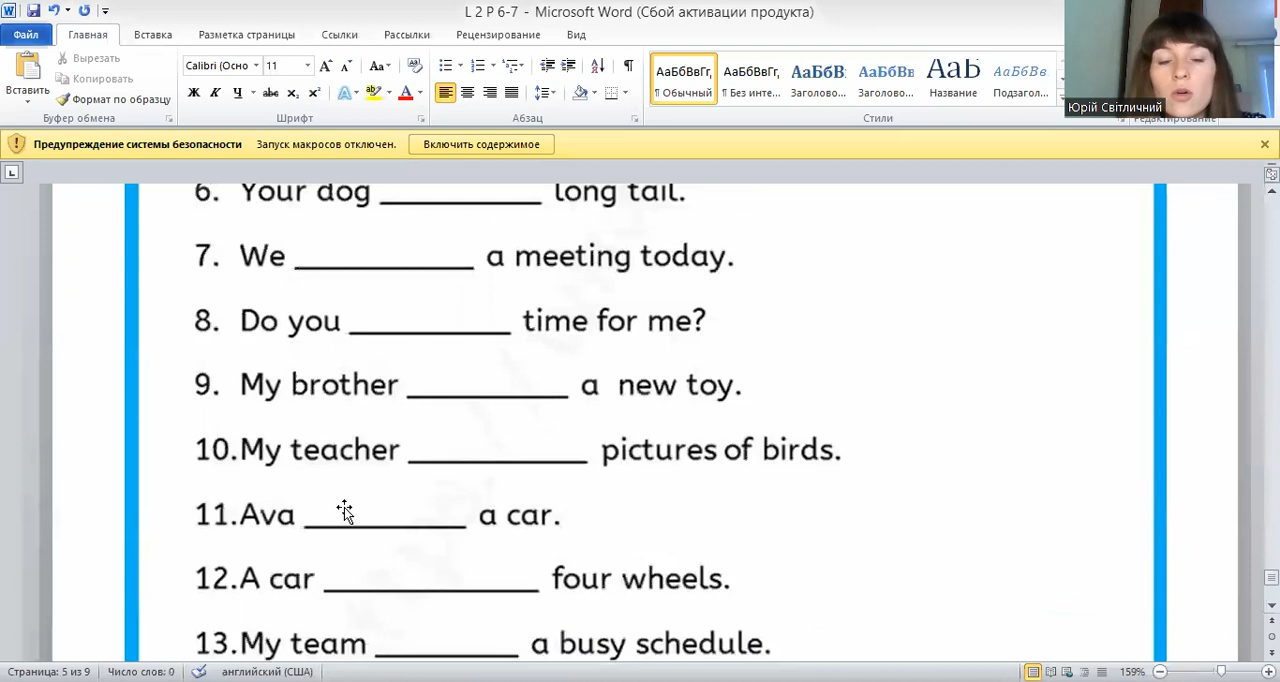 L 2 P 6-7 - Microsoft Word (Сбой активации продукта)
Файл Главная Вставка Разметка страницы Ссылки Рассылки Рецензирование Вид
Вставить
Вырезать
Копировать
Формат по образцу
Буфер обмена
Calibri (Осно 11
Ж К Ч abc x₂ x²
Шрифт
Абзац
АаБбВвГг, АаБбВвГг, АаБбВ АаБбВв АаБ АаБбВв
¶ Обычный ¶ Без инте... Заголово... Заголово... Название Подзагол...
Стили
Юрій Світличний
Предупреждение системы безопасности Запуск макросов отключен. Включить содержимое
6. Your dog __________ long tail.
7. We __________ a meeting today.
8. Do you __________ time for me?
9. My brother __________ a new toy.
10.My teacher __________ pictures of birds.
11.Ava __________ a car.
12.A car __________ four wheels.
13.My team __________ a busy schedule.
Страница: 5 из 9 Число слов: 0 английский (США) 159%